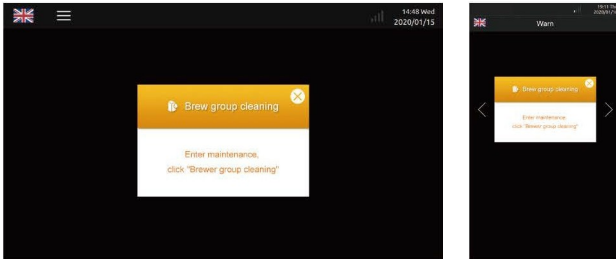 14:48 Wed
2020/01/15
Brew group cleaning
Enter maintenance,
click "Brewer group cleaning"
Warn
Brew group cleaning
Enter maintenance
click "Brewer group cleaning"